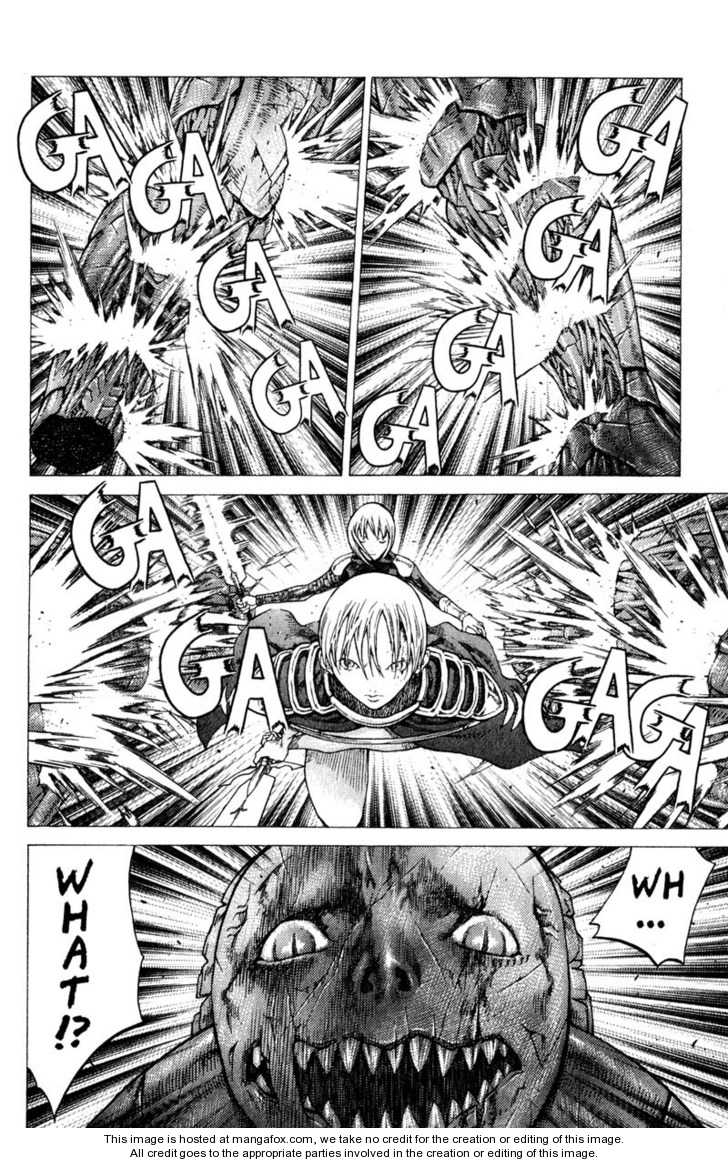 GA
GA
GA
GA
GA
GA
GA
GA
GA
GA
GA
GA
WH
...
WHAT!?
This image is hosted at mangafox.com, we take no credit for the creation or editing of this image.
All credit goes to the appropriate parties involved in the creation or editing of this image.